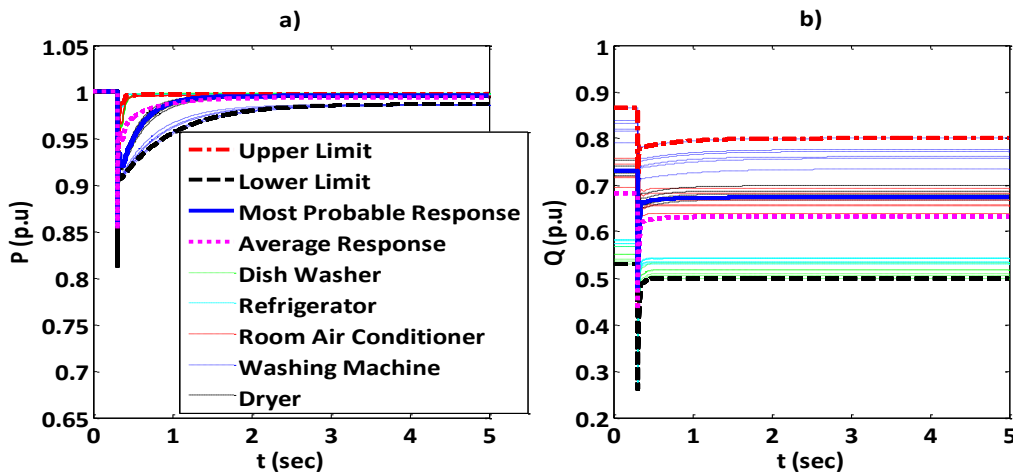 a)
P (p.u)
1.05
1
0.95
0.9
0.85
0.8
0.75
0.7
0.65
0
1
2
3
4
5
t (sec)
Upper Limit
Lower Limit
Most Probable Response
Average Response
Dish Washer
Refrigerator
Room Air Conditioner
Washing Machine
Dryer
b)
Q (p.u)
1
0.9
0.8
0.7
0.6
0.5
0.4
0.3
0.2
0
1
2
3
4
5
t (sec)